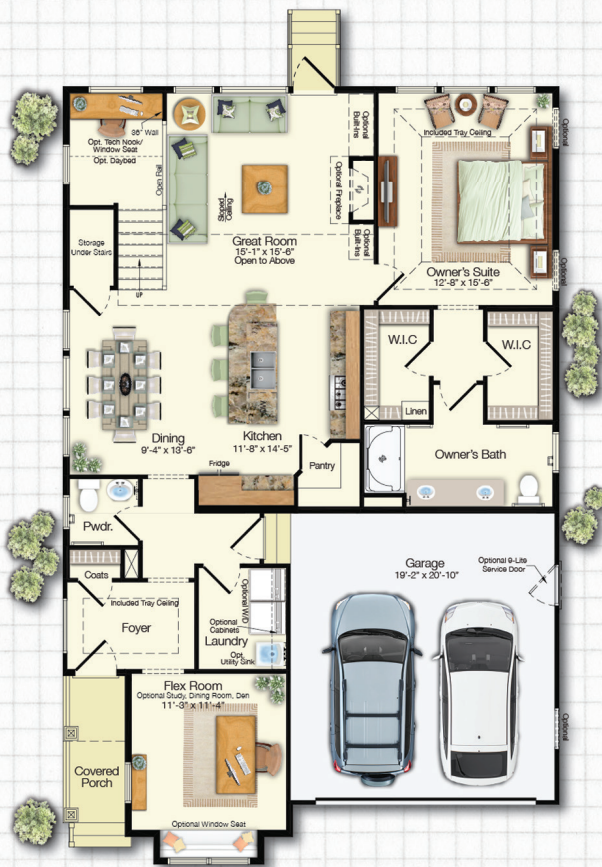 36" Wall
Opt. Tech Nook/
Window Seat
Opt. Daybed
Open Rail
Storage
Under Stairs
UP
Sloped
Ceiling
Great Room
15'-1" x 15'-6"
Open to Above
Optional
Built-Ins
Optional Fireplace
Optional
Built-Ins
Included Tray Ceiling
Owner's Suite
12'-8" x 15'-6"
Optional
Optional
W.I.C
W.I.C
Linen
Owner's Bath
Dining
9'-4" x 13'-6"
Kitchen
11'-8" x 14'-5"
Fridge
Pantry
Pwdr.
Coats
Included Tray Ceiling
Foyer
Optional W/D
Optional
Cabinets
Laundry
Opt.
Utility Sink
Garage
19'-2" x 20'-10"
Optional 9-Lite
Service Door
Optional
Flex Room
Optional Study, Dining Room, Den
11'-3" x 11'-4"
Covered
Porch
Optional Window Seat